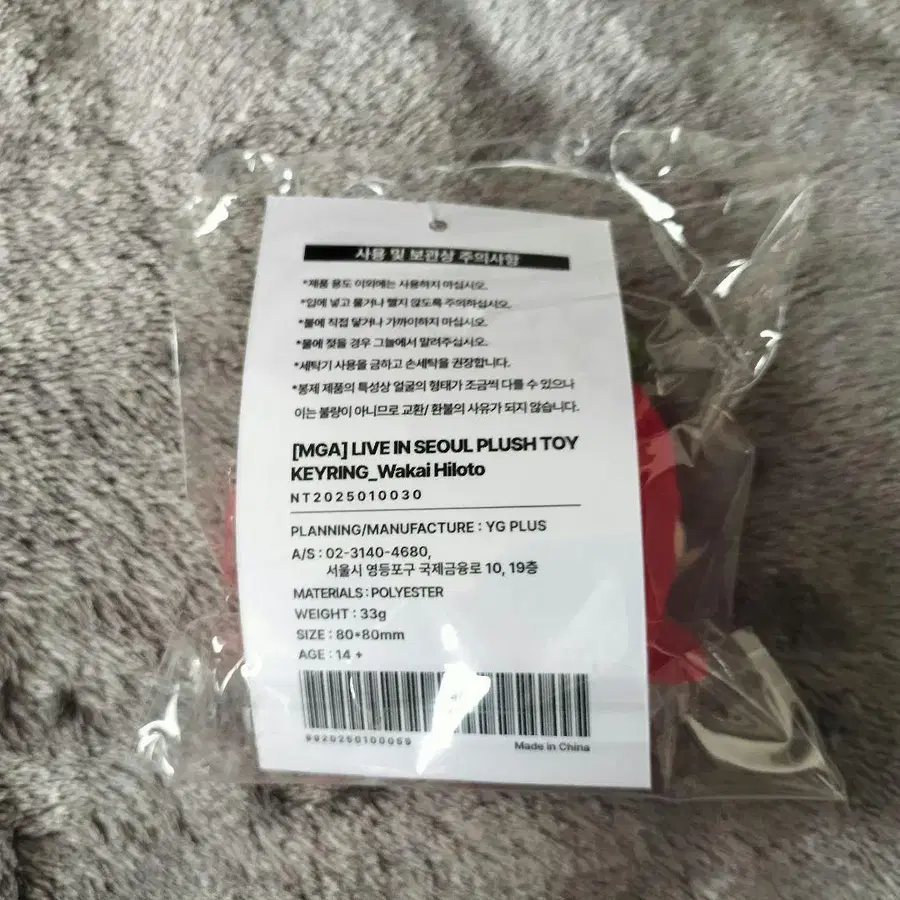 사용 및 보관상 주의사항
*제품 용도 이외에는 사용하지 마십시오.
*입에 넣고 물거나 빨지 않도록 주의하십시오.
*불에 직접 닿거나 가까이하지 마십시오.
*물에 젖을 경우 그늘에서 말려주십시오.
*세탁기 사용을 금하고 손세탁을 권장합니다.
*봉제 제품의 특성상 얼굴의 형태가 조금씩 다를 수 있으나
이는 불량이 아니므로 교환/환불의 사유가 되지 않습니다.
[MGA] LIVE IN SEOUL PLUSH TOY
KEYRING_Wakai Hiloto
NT2025010030
PLANNING/MANUFACTURE : YG PLUS
A/S : 02-3140-4680,
서울시 영등포구 국제금융로 10, 19층
MATERIALS : POLYESTER
WEIGHT : 33g
SIZE : 80*80mm
AGE : 14 +
9920250100059
Made in China